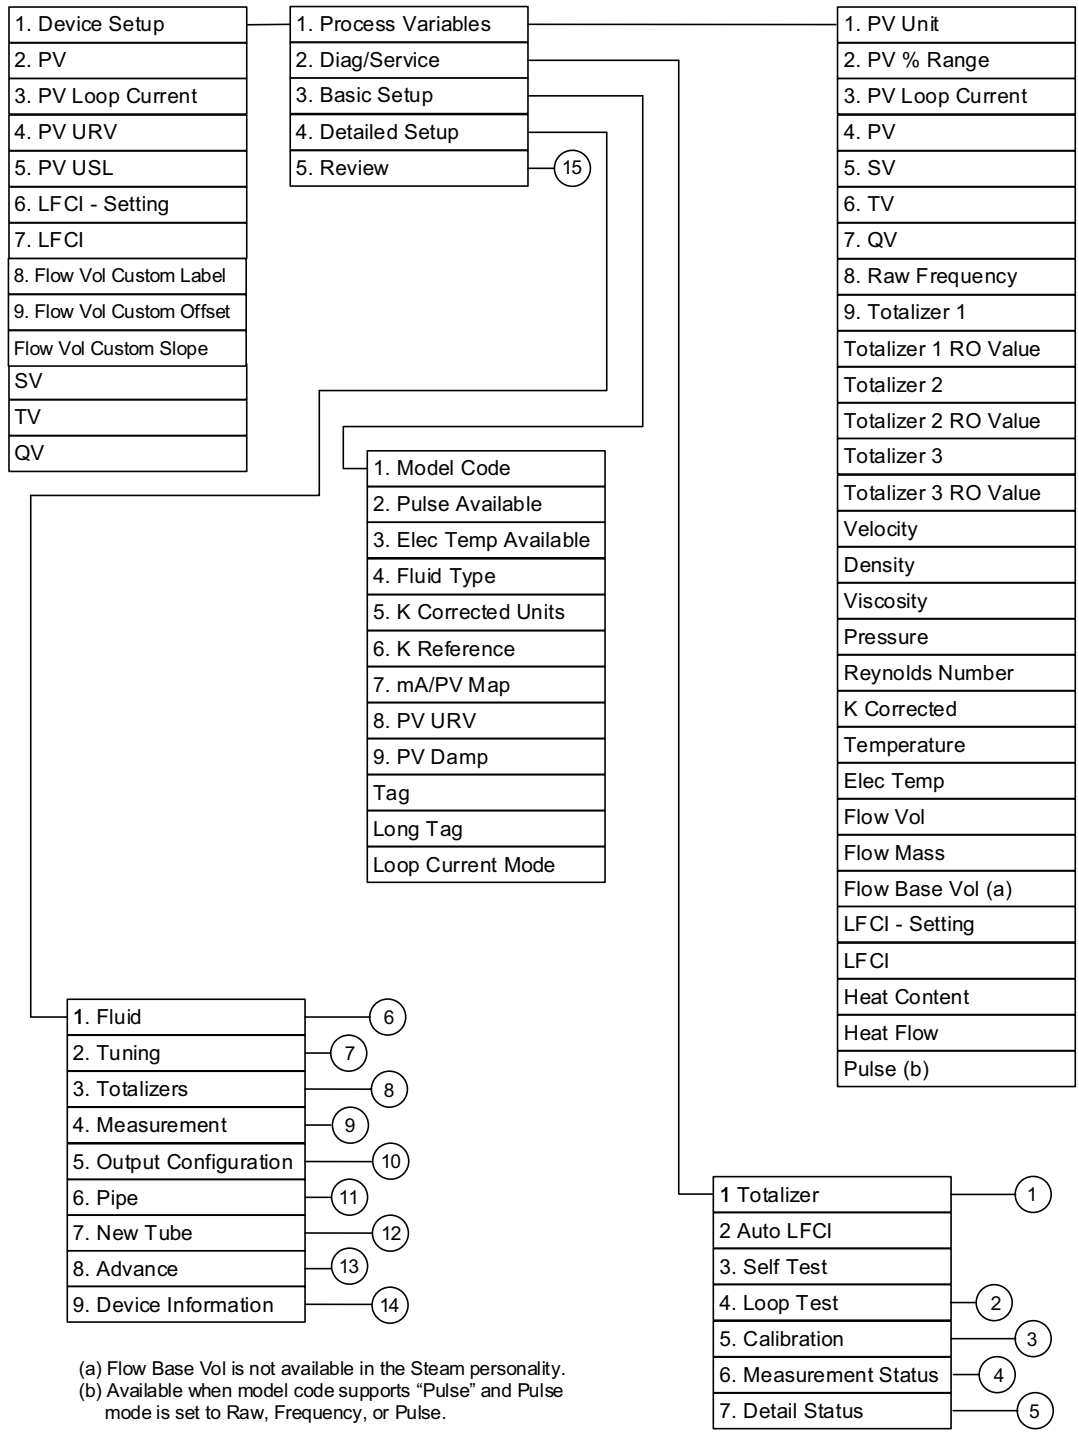 1. Device Setup
2. PV
3. PV Loop Current
4. PV URV
5. PV USL
6. LFCI - Setting
7. LFCI
8. Flow Vol Custom Label
9. Flow Vol Custom Offset
Flow Vol Custom Slope
SV
TV
QV
1. Process Variables
2. Diag/Service
3. Basic Setup
4. Detailed Setup
5. Review
15
1. PV Unit
2. PV % Range
3. PV Loop Current
4. PV
5. SV
6. TV
7. QV
8. Raw Frequency
9. Totalizer 1
Totalizer 1 RO Value
Totalizer 2
Totalizer 2 RO Value
Totalizer 3
Totalizer 3 RO Value
Velocity
Density
Viscosity
Pressure
Reynolds Number
K Corrected
Temperature
Elec Temp
Flow Vol
Flow Mass
Flow Base Vol (a)
LFCI - Setting
LFCI
Heat Content
Heat Flow
Pulse (b)
1. Model Code
2. Pulse Available
3. Elec Temp Available
4. Fluid Type
5. K Corrected Units
6. K Reference
7. mA/PV Map
8. PV URV
9. PV Damp
Tag
Long Tag
Loop Current Mode
1. Fluid
6
2. Tuning
7
3. Totalizers
8
4. Measurement
9
5. Output Configuration
10
6. Pipe
11
7. New Tube
12
8. Advance
13
9. Device Information
14
1 Totalizer
1
2 Auto LFCI
3. Self Test
4. Loop Test
2
5. Calibration
3
6. Measurement Status
4
7. Detail Status
5
(a) Flow Base Vol is not available in the Steam personality.
(b) Available when model code supports “Pulse” and Pulse
mode is set to Raw, Frequency, or Pulse.